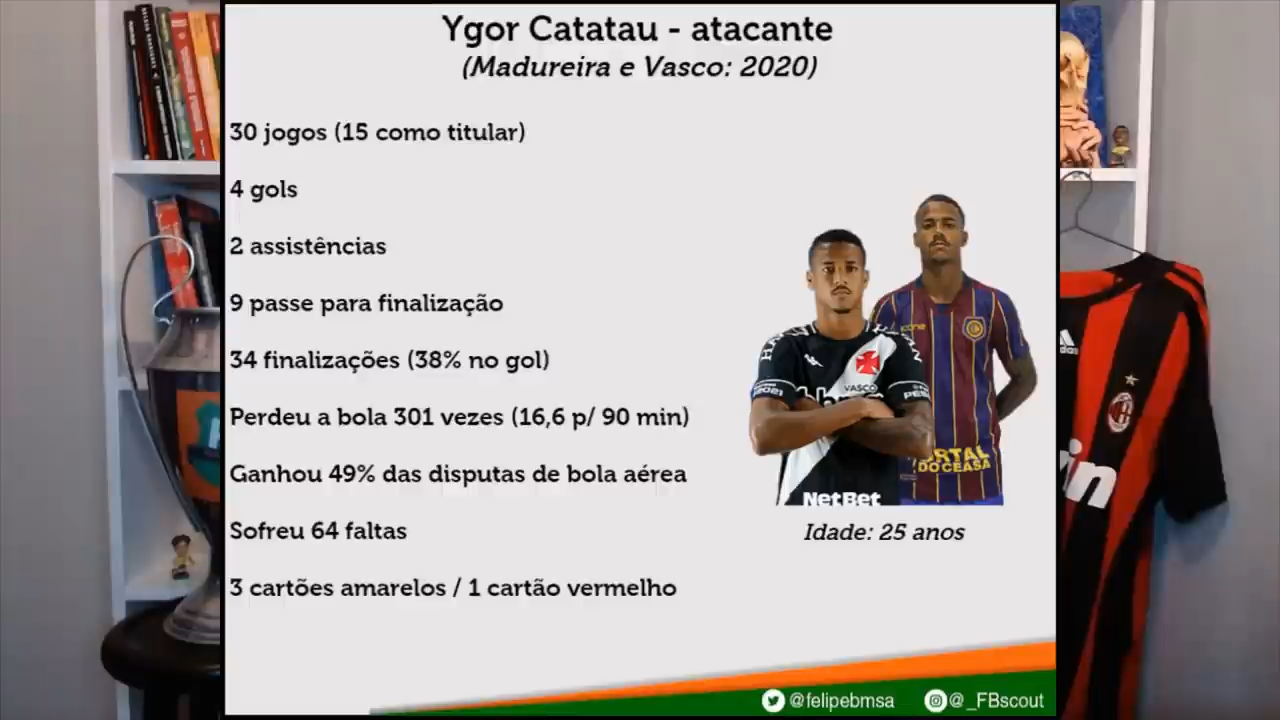 Ygor Catatau - atacante
(Madureira e Vasco: 2020)
30 jogos (15 como titular)
4 gols
2 assistências
9 passe para finalização
34 finalizações (38% no gol)
Perdeu a bola 301 vezes (16,6 p/ 90 min)
Ganhou 49% das disputas de bola aérea
Sofreu 64 faltas
3 cartões amarelos / 1 cartão vermelho
VASCO
NetBet
DO CEASA
Idade: 25 anos
@felipebmsa
@_FBscout